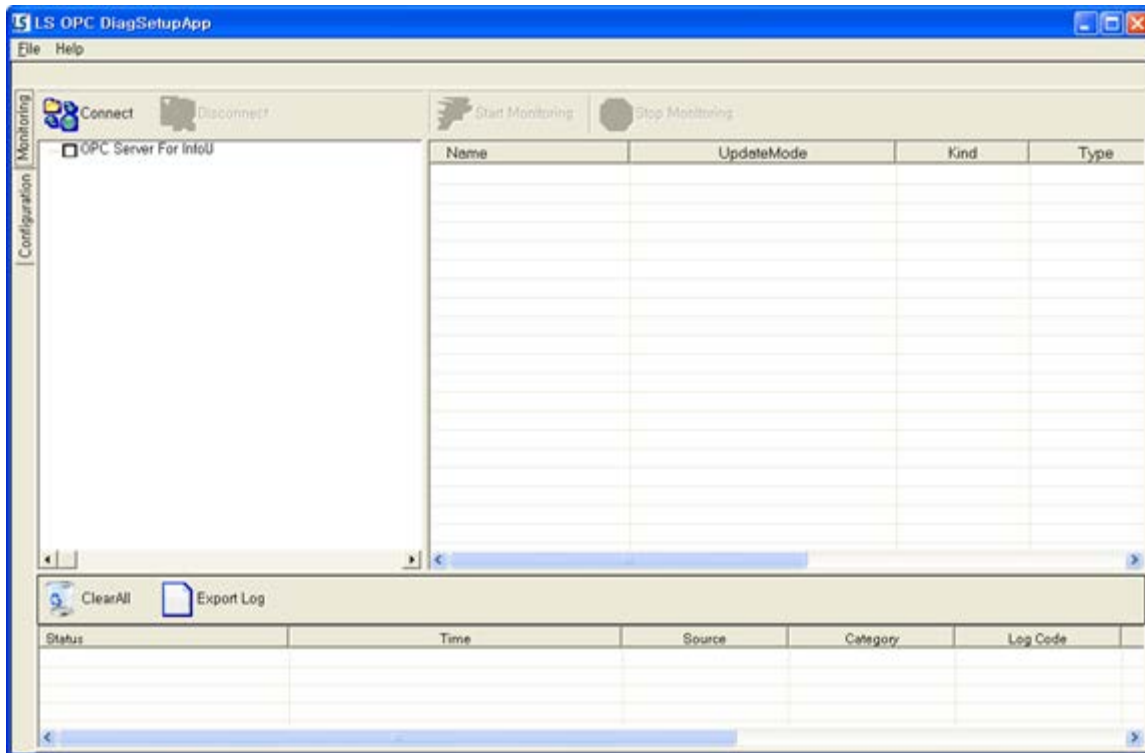 LS OPC DiagSetupApp
File Help
Monitoring
Configuration
Connect Disconnect Start Monitoring Stop Monitoring
OPC Server For InfoU
Name UpdateMode Kind Type
ClearAll Export Log
Status Time Source Category Log Code